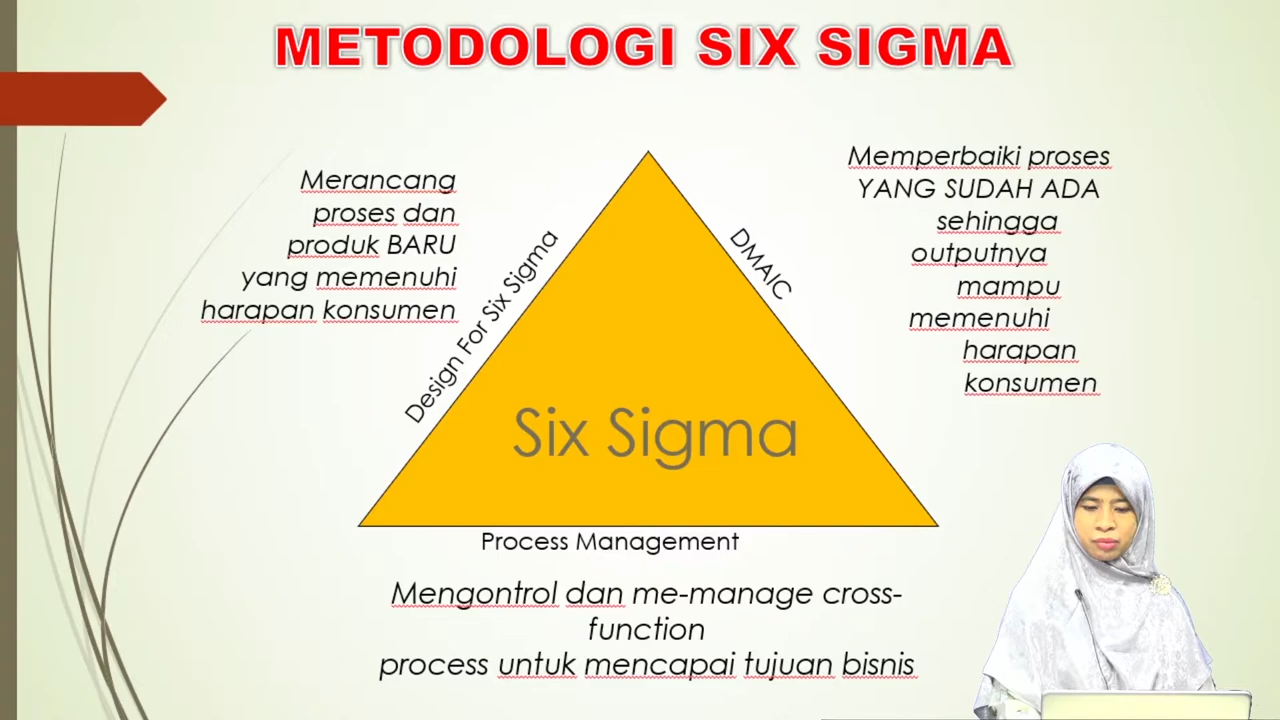 METODOLOGI SIX SIGMA
Merancang
proses dan
produk BARU
yang memenuhi
harapan konsumen
Design For Six Sigma
DMAIC
Memperbaiki proses
YANG SUDAH ADA
sehingga
outputnya
mampu
memenuhi
harapan
konsumen
Six Sigma
Process Management
Mengontrol dan me-manage cross-
function
process untuk mencapai tujuan bisnis